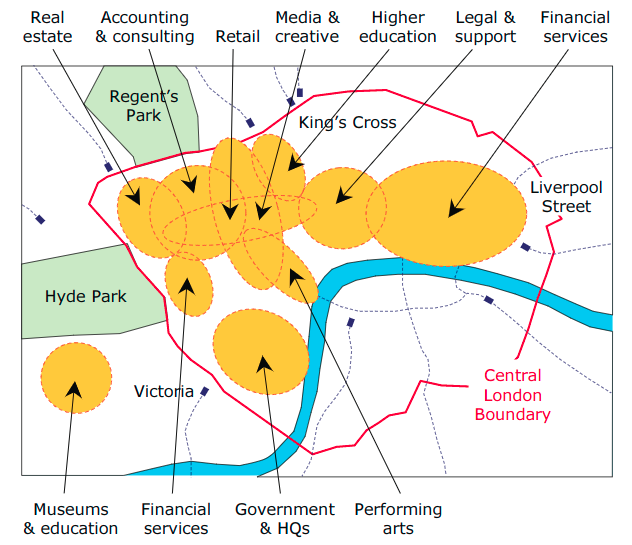 Real
estate
Accounting
& consulting
Retail
Media &
creative
Higher
education
Legal &
support
Financial
services
Regent's
Park
King's Cross
Liverpool
Street
Hyde Park
Victoria
Central
London
Boundary
Museums
& education
Financial
services
Government
& HQs
Performing
arts